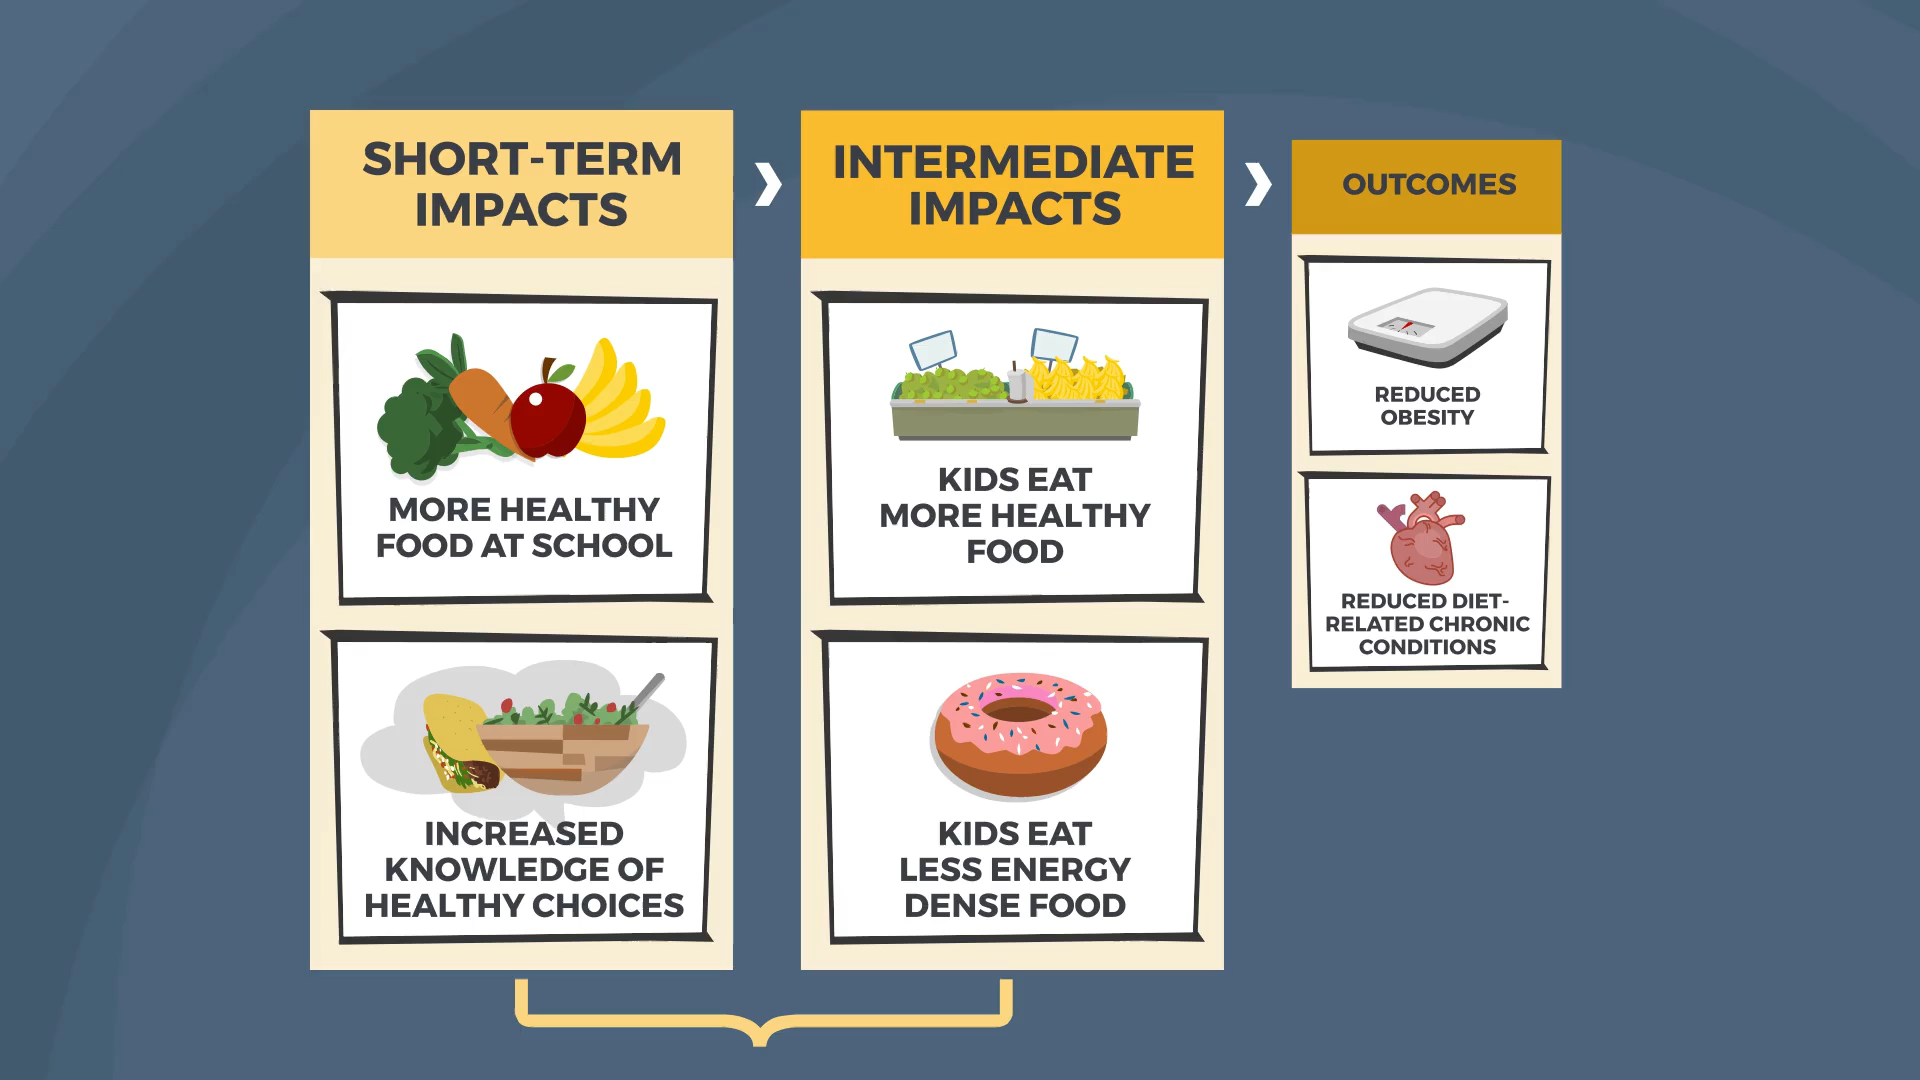 SHORT-TERM
IMPACTS
MORE HEALTHY
FOOD AT SCHOOL
INCREASED
KNOWLEDGE OF
HEALTHY CHOICES
INTERMEDIATE
IMPACTS
KIDS EAT
MORE HEALTHY
FOOD
KIDS EAT
LESS ENERGY
DENSE FOOD
OUTCOMES
REDUCED
OBESITY
REDUCED DIET-
RELATED CHRONIC
CONDITIONS